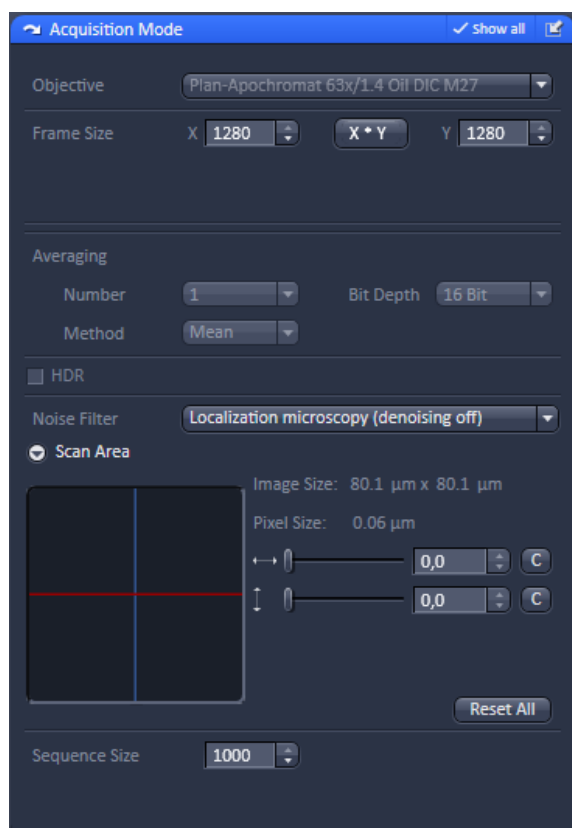 Acquisition Mode Show all
Objective Plan-Apochromat 63x/1.4 Oil DIC M27
Frame Size X 1280 X * Y Y 1280
Averaging
Number 1 Bit Depth 16 Bit
Method Mean
HDR
Noise Filter Localization microscopy (denoising off)
Scan Area
Image Size: 80.1 µm x 80.1 µm
Pixel Size: 0.06 µm
0,0 C
0,0 C
Reset All
Sequence Size 1000